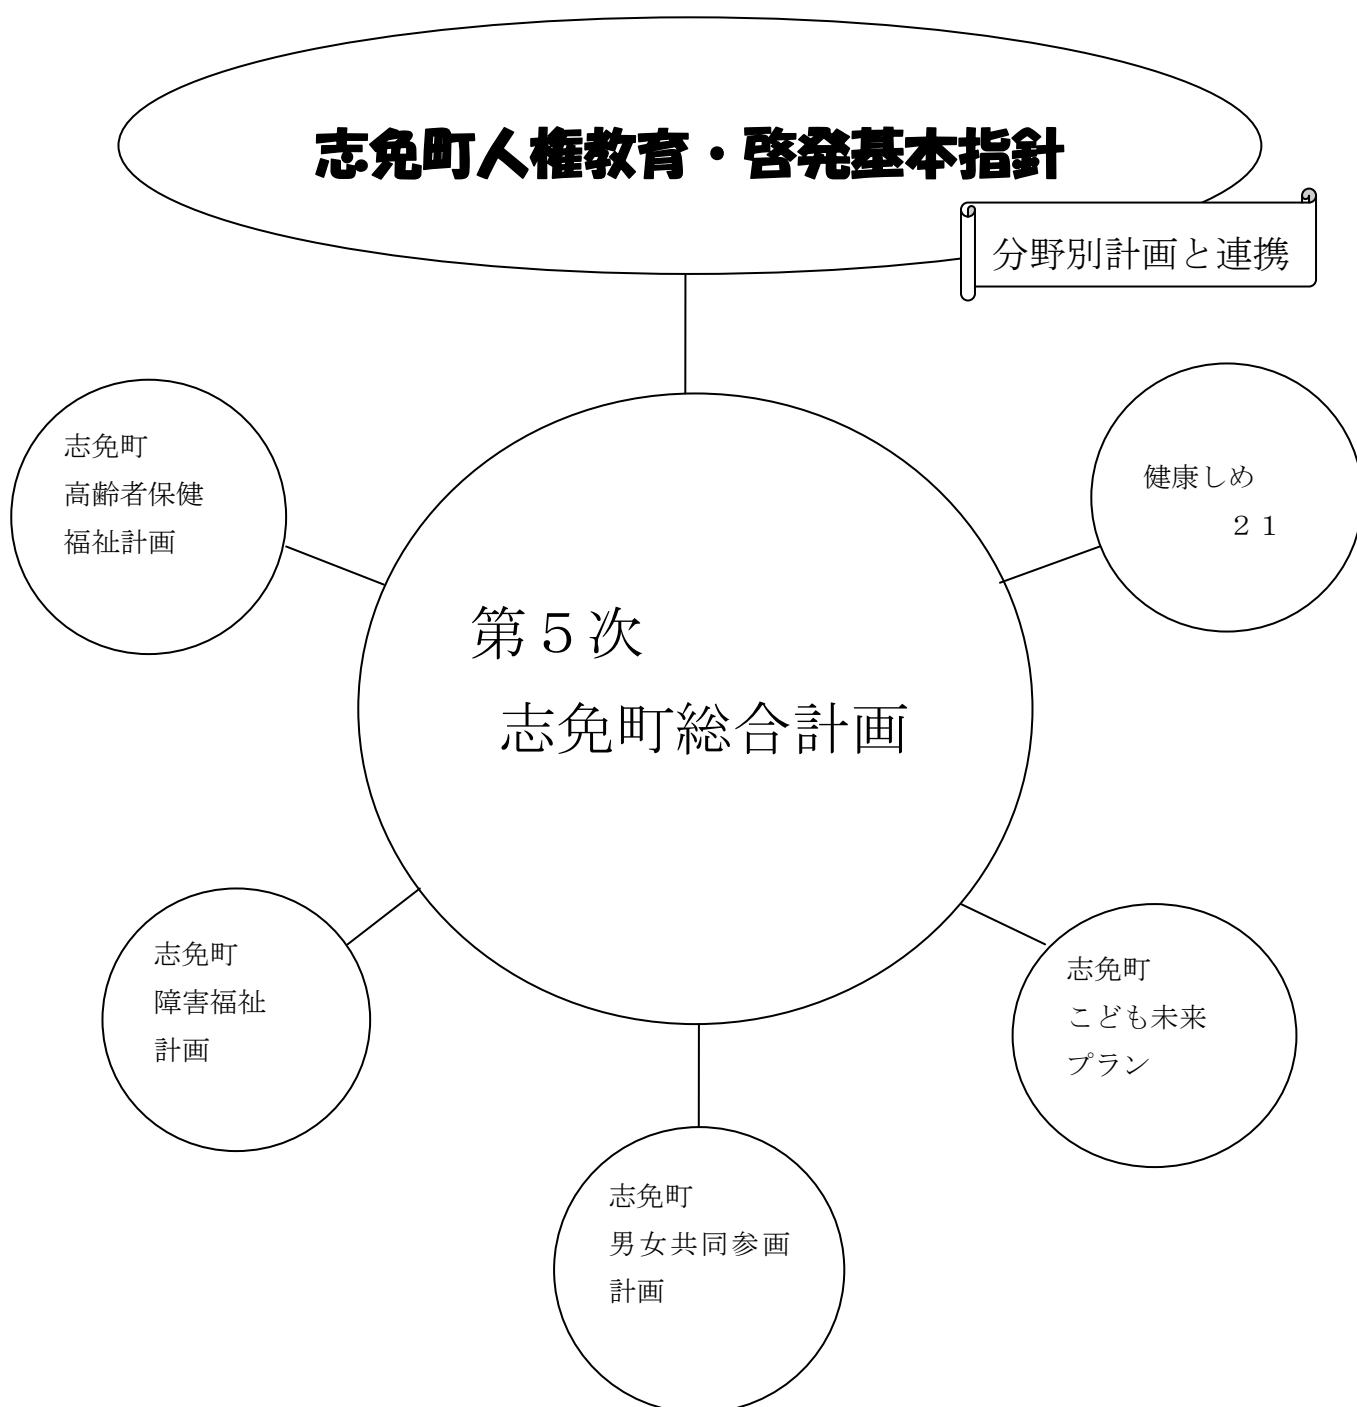 志免町人権教育・啓発基本指針
分野別計画と連携
志免町
高齢者保健
福祉計画
健康しめ
２１
第５次
志免町総合計画
志免町
障害福祉
計画
志免町
こども未来
プラン
志免町
男女共同参画
計画